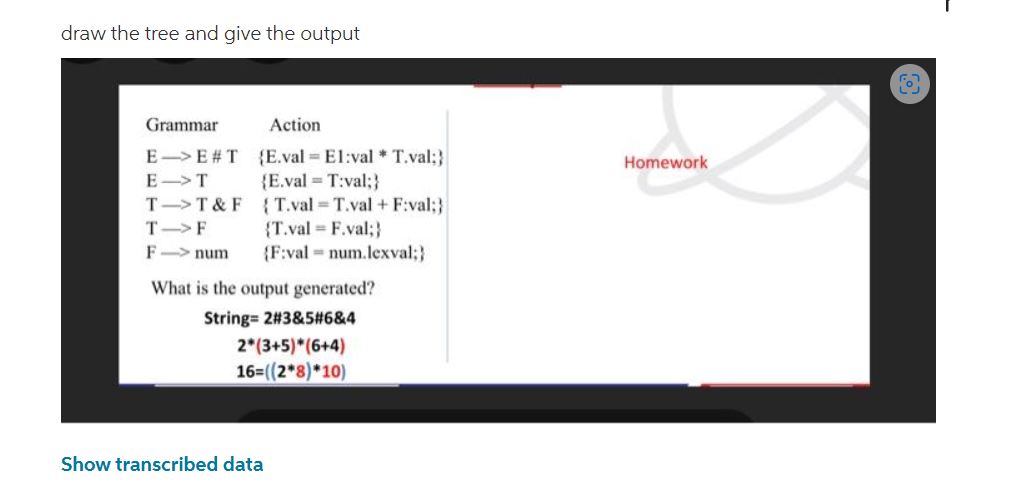 draw the tree and give the output
Grammar Action
E —> E # T {E.val = E1:val * T.val;}
E —> T {E.val = T:val;}
T —> T & F { T.val = T.val + F:val;}
T —> F {T.val = F.val;}
F —> num {F:val = num.lexval;}
What is the output generated?
String= 2#3&5#6&4
2*(3+5)*(6+4)
16=((2*8)*10)
Homework
Show transcribed data